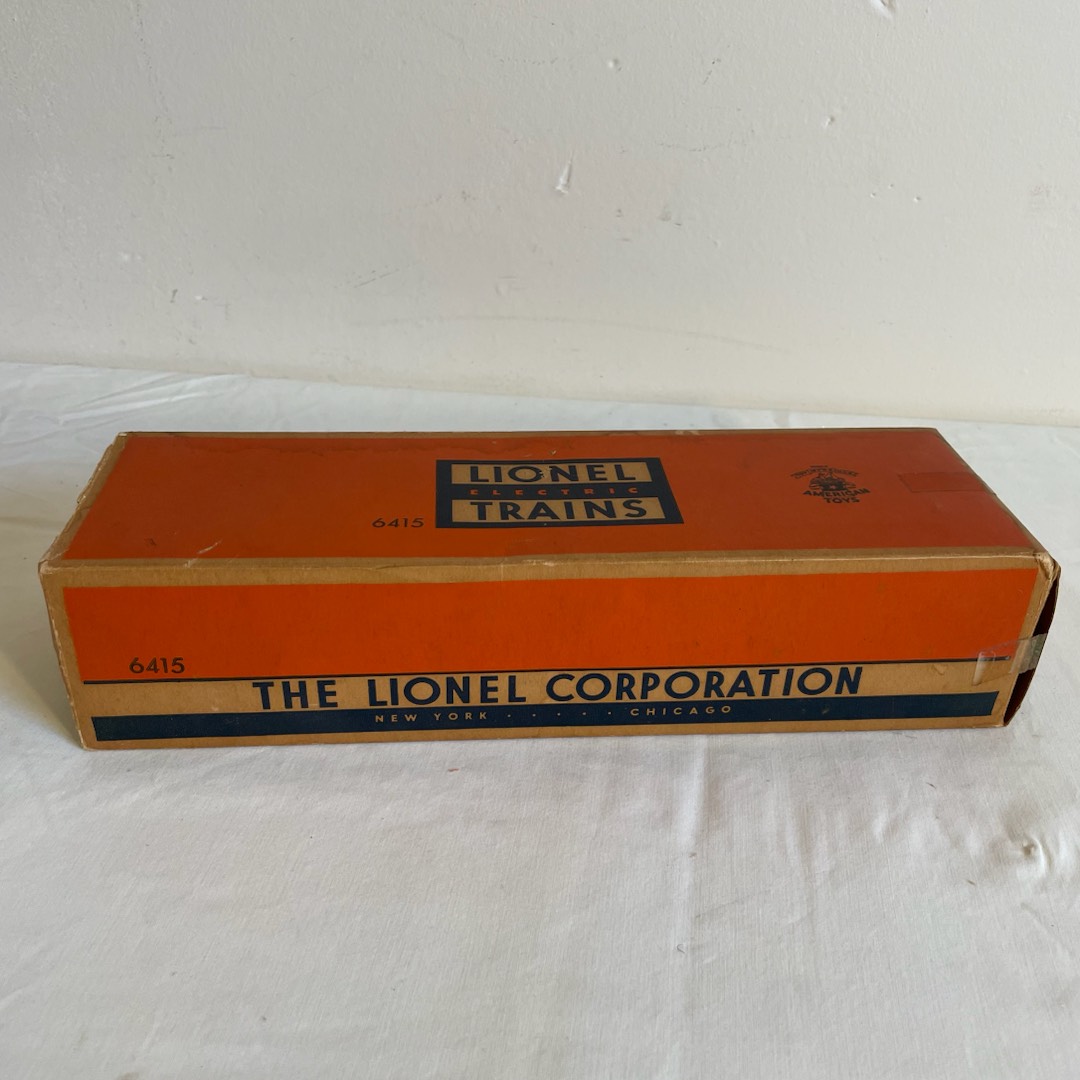 LIONEL
ELECTRIC
TRAINS
6415
AMERICAN
TOYS
6415
THE LIONEL CORPORATION
NEW YORK · · · · · CHICAGO